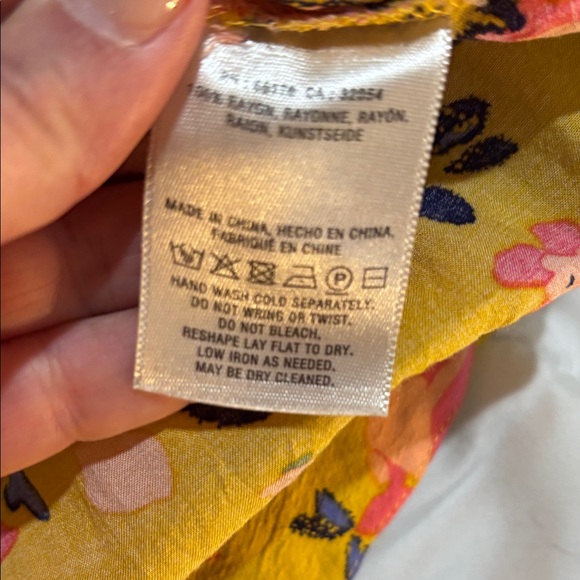 CA: 32054
100% RAYON, RAYONNE, RAYÓN,
RAION, KUNSTSEIDE
MADE IN CHINA, HECHO EN CHINA,
FABRIQUÉ EN CHINE
HAND WASH COLD SEPARATELY.
DO NOT WRING OR TWIST.
DO NOT BLEACH.
RESHAPE LAY FLAT TO DRY.
LOW IRON AS NEEDED.
MAY BE DRY CLEANED.